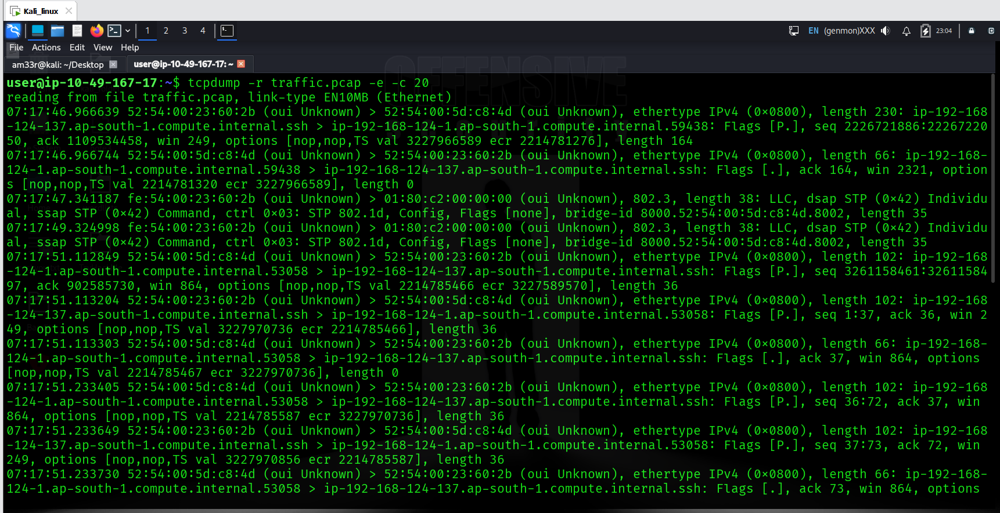 Kali_linux
1 2 3 4 EN (genmon)XXX 23:04
File Actions Edit View Help
am33r@kali: ~/Desktop user@ip-10-49-167-17: ~
OFFENSIVE
user@ip-10-49-167-17:~$ tcpdump -r traffic.pcap -e -c 20
reading from file traffic.pcap, link-type EN10MB (Ethernet)
07:17:46.966639 52:54:00:23:60:2b (oui Unknown) > 52:54:00:5d:c8:4d (oui Unknown), ethertype IPv4 (0x0800), length 230: ip-192-168
-124-137.ap-south-1.compute.internal.ssh > ip-192-168-124-1.ap-south-1.compute.internal.59438: Flags [P.], seq 2226721886:22267220
50, ack 1109534458, win 249, options [nop,nop,TS val 3227966589 ecr 2214781276], length 164
07:17:46.966744 52:54:00:5d:c8:4d (oui Unknown) > 52:54:00:23:60:2b (oui Unknown), ethertype IPv4 (0x0800), length 66: ip-192-168-
124-1.ap-south-1.compute.internal.59438 > ip-192-168-124-137.ap-south-1.compute.internal.ssh: Flags [.], ack 164, win 2321, option
s [nop,nop,TS val 2214781320 ecr 3227966589], length 0
07:17:47.341187 fe:54:00:23:60:2b (oui Unknown) > 01:80:c2:00:00:00 (oui Unknown), 802.3, length 38: LLC, dsap STP (0x42) Individu
al, ssap STP (0x42) Command, ctrl 0x03: STP 802.1d, Config, Flags [none], bridge-id 8000.52:54:00:5d:c8:4d.8002, length 35
07:17:49.324998 fe:54:00:23:60:2b (oui Unknown) > 01:80:c2:00:00:00 (oui Unknown), 802.3, length 38: LLC, dsap STP (0x42) Individu
al, ssap STP (0x42) Command, ctrl 0x03: STP 802.1d, Config, Flags [none], bridge-id 8000.52:54:00:5d:c8:4d.8002, length 35
07:17:51.112849 52:54:00:5d:c8:4d (oui Unknown) > 52:54:00:23:60:2b (oui Unknown), ethertype IPv4 (0x0800), length 102: ip-192-168
-124-1.ap-south-1.compute.internal.53058 > ip-192-168-124-137.ap-south-1.compute.internal.ssh: Flags [P.], seq 3261158461:32611584
97, ack 902585730, win 864, options [nop,nop,TS val 2214785466 ecr 3227589570], length 36
07:17:51.113204 52:54:00:23:60:2b (oui Unknown) > 52:54:00:5d:c8:4d (oui Unknown), ethertype IPv4 (0x0800), length 102: ip-192-168
-124-137.ap-south-1.compute.internal.ssh > ip-192-168-124-1.ap-south-1.compute.internal.53058: Flags [P.], seq 1:37, ack 36, win 2
49, options [nop,nop,TS val 3227970736 ecr 2214785466], length 36
07:17:51.113303 52:54:00:5d:c8:4d (oui Unknown) > 52:54:00:23:60:2b (oui Unknown), ethertype IPv4 (0x0800), length 66: ip-192-168-
124-1.ap-south-1.compute.internal.53058 > ip-192-168-124-137.ap-south-1.compute.internal.ssh: Flags [.], ack 37, win 864, options
[nop,nop,TS val 2214785467 ecr 3227970736], length 0
07:17:51.233405 52:54:00:5d:c8:4d (oui Unknown) > 52:54:00:23:60:2b (oui Unknown), ethertype IPv4 (0x0800), length 102: ip-192-168
-124-1.ap-south-1.compute.internal.53058 > ip-192-168-124-137.ap-south-1.compute.internal.ssh: Flags [P.], seq 36:72, ack 37, win
864, options [nop,nop,TS val 2214785587 ecr 3227970736], length 36
07:17:51.233649 52:54:00:23:60:2b (oui Unknown) > 52:54:00:5d:c8:4d (oui Unknown), ethertype IPv4 (0x0800), length 102: ip-192-168
-124-137.ap-south-1.compute.internal.ssh > ip-192-168-124-1.ap-south-1.compute.internal.53058: Flags [P.], seq 37:73, ack 72, win
249, options [nop,nop,TS val 3227970856 ecr 2214785587], length 36
07:17:51.233730 52:54:00:5d:c8:4d (oui Unknown) > 52:54:00:23:60:2b (oui Unknown), ethertype IPv4 (0x0800), length 66: ip-192-168-
124-1.ap-south-1.compute.internal.53058 > ip-192-168-124-137.ap-south-1.compute.internal.ssh: Flags [.], ack 73, win 864, options